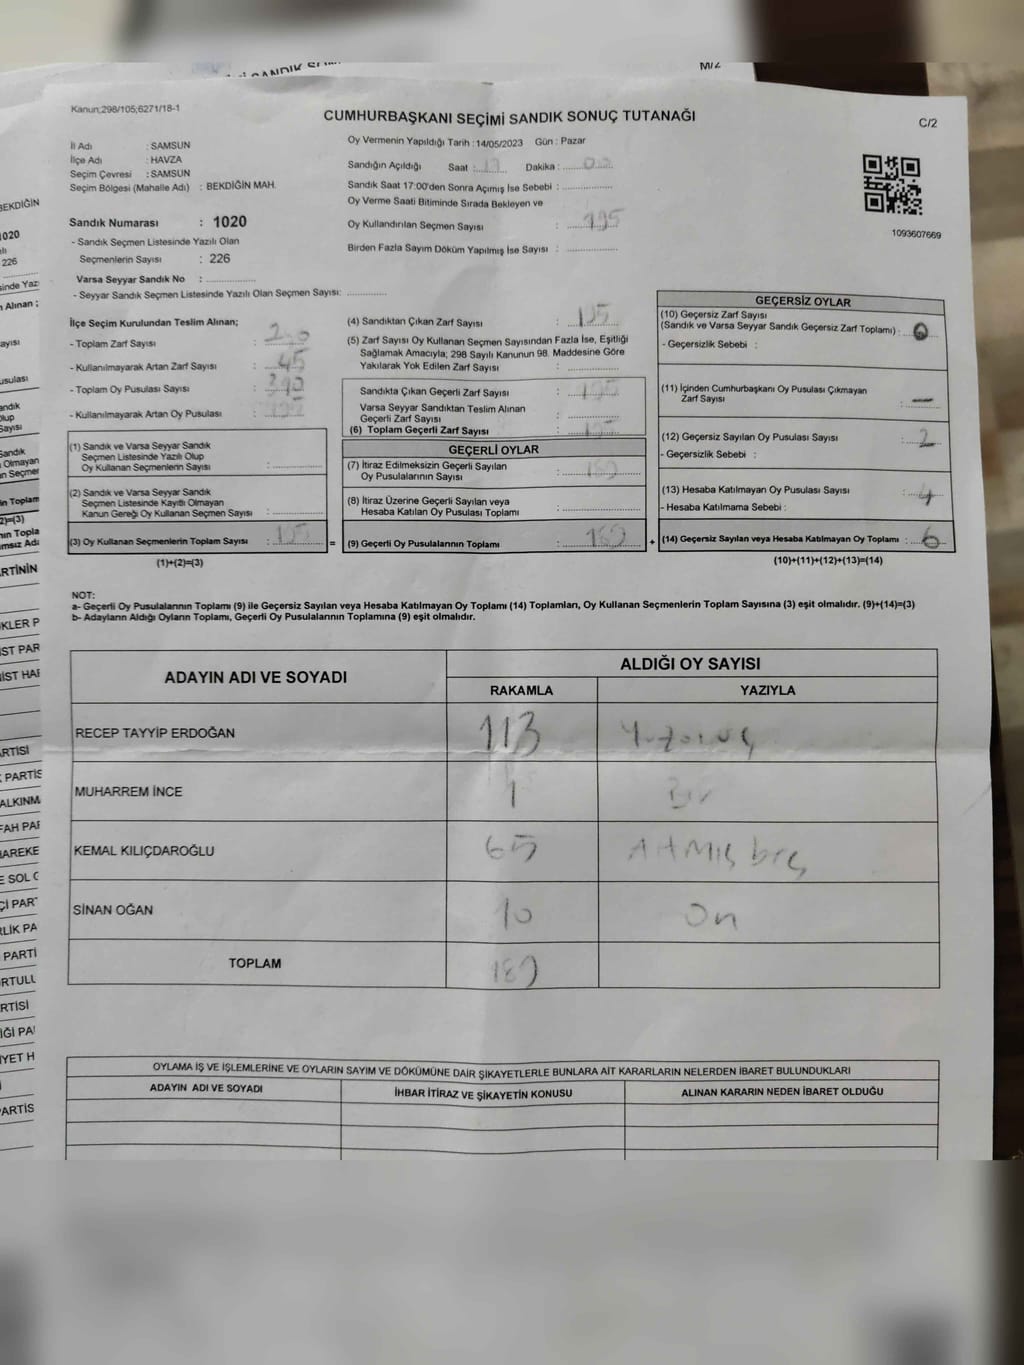 M/2
Kanun;298/105;6271/18-1
CUMHURBAŞKANI SEÇİMİ SANDIK SONUÇ TUTANAĞI
C/2
İl Adı : SAMSUN
İlçe Adı : HAVZA
Seçim Çevresi : SAMSUN
Seçim Bölgesi (Mahalle Adı) : BEKDİĞİN MAH.
Oy Vermenin Yapıldığı Tarih : 14/05/2023 Gün : Pazar
Sandığın Açıldığı Saat : 17 Dakika : 00
Sandık Saat 17:00'den Sonra Açımış İse Sebebi :
Oy Verme Saati Bitiminde Sırada Bekleyen ve
Oy Kullandırılan Seçmen Sayısı : 195
Birden Fazla Sayım Döküm Yapılmış İse Sayısı :
1093607669
Sandık Numarası : 1020
- Sandık Seçmen Listesinde Yazılı Olan
Seçmenlerin Sayısı : 226
Varsa Seyyar Sandık No :
- Seyyar Sandık Seçmen Listesinde Yazılı Olan Seçmen Sayısı:
İlçe Seçim Kurulundan Teslim Alınan;
- Toplam Zarf Sayısı :
- Kullanılmayarak Artan Zarf Sayısı : 45
- Toplam Oy Pusulası Sayısı :
- Kullanılmayarak Artan Oy Pusulası :
(1) Sandık ve Varsa Seyyar Sandık
Seçmen Listesinde Yazılı Olup
Oy Kullanan Seçmenlerin Sayısı :
(2) Sandık ve Varsa Seyyar Sandık
Seçmen Listesinde Kayıtlı Olmayan
Kanun Gereği Oy Kullanan Seçmen Sayısı :
(3) Oy Kullanan Seçmenlerin Toplam Sayısı : 195
(1)+(2)=(3)
(4) Sandıktan Çıkan Zarf Sayısı : 195
(5) Zarf Sayısı Oy Kullanan Seçmen Sayısından Fazla İse, Eşitliği
Sağlamak Amacıyla; 298 Sayılı Kanunun 98. Maddesine Göre
Yakılarak Yok Edilen Zarf Sayısı :
Sandıkta Çıkan Geçerli Zarf Sayısı : 195
Varsa Seyyar Sandıktan Teslim Alınan
Geçerli Zarf Sayısı :
(6) Toplam Geçerli Zarf Sayısı : 195
GEÇERLİ OYLAR
(7) İtiraz Edilmeksizin Geçerli Sayılan
Oy Pusulalarının Sayısı : 189
(8) İtiraz Üzerine Geçerli Sayılan veya
Hesaba Katılan Oy Pusulası Toplamı :
= (9) Geçerli Oy Pusulalarının Toplamı : 189
GEÇERSİZ OYLAR
(10) Geçersiz Zarf Sayısı
(Sandık ve Varsa Seyyar Sandık Geçersiz Zarf Toplamı) : 0
- Geçersizlik Sebebi :
(11) İçinden Cumhurbaşkanı Oy Pusulası Çıkmayan
Zarf Sayısı : —
(12) Geçersiz Sayılan Oy Pusulası Sayısı : 2
- Geçersizlik Sebebi :
(13) Hesaba Katılmayan Oy Pusulası Sayısı : 4
- Hesaba Katılmama Sebebi :
+ (14) Geçersiz Sayılan veya Hesaba Katılmayan Oy Toplamı : 6
(10)+(11)+(12)+(13)=(14)
NOT:
a- Geçerli Oy Pusulalarının Toplamı (9) ile Geçersiz Sayılan veya Hesaba Katılmayan Oy Toplamı (14) Toplamları, Oy Kullanan Seçmenlerin Toplam Sayısına (3) eşit olmalıdır. (9)+(14)=(3)
b- Adayların Aldığı Oyların Toplamı, Geçerli Oy Pusulalarının Toplamına (9) eşit olmalıdır.
ADAYIN ADI VE SOYADI
ALDIĞI OY SAYISI
RAKAMLA YAZIYLA
RECEP TAYYİP ERDOĞAN 113
MUHARREM İNCE 1 Bir
KEMAL KILIÇDAROĞLU 65 Atmış beş
SİNAN OĞAN 10 On
TOPLAM 189
OYLAMA İŞ VE İŞLEMLERİNE VE OYLARIN SAYIM VE DÖKÜMÜNE DAİR ŞİKAYETLERLE BUNLARA AİT KARARLARIN NELERDEN İBARET BULUNDUKLARI
ADAYIN ADI VE SOYADI İHBAR İTİRAZ VE ŞİKAYETİN KONUSU ALINAN KARARIN NEDEN İBARET OLDUĞU